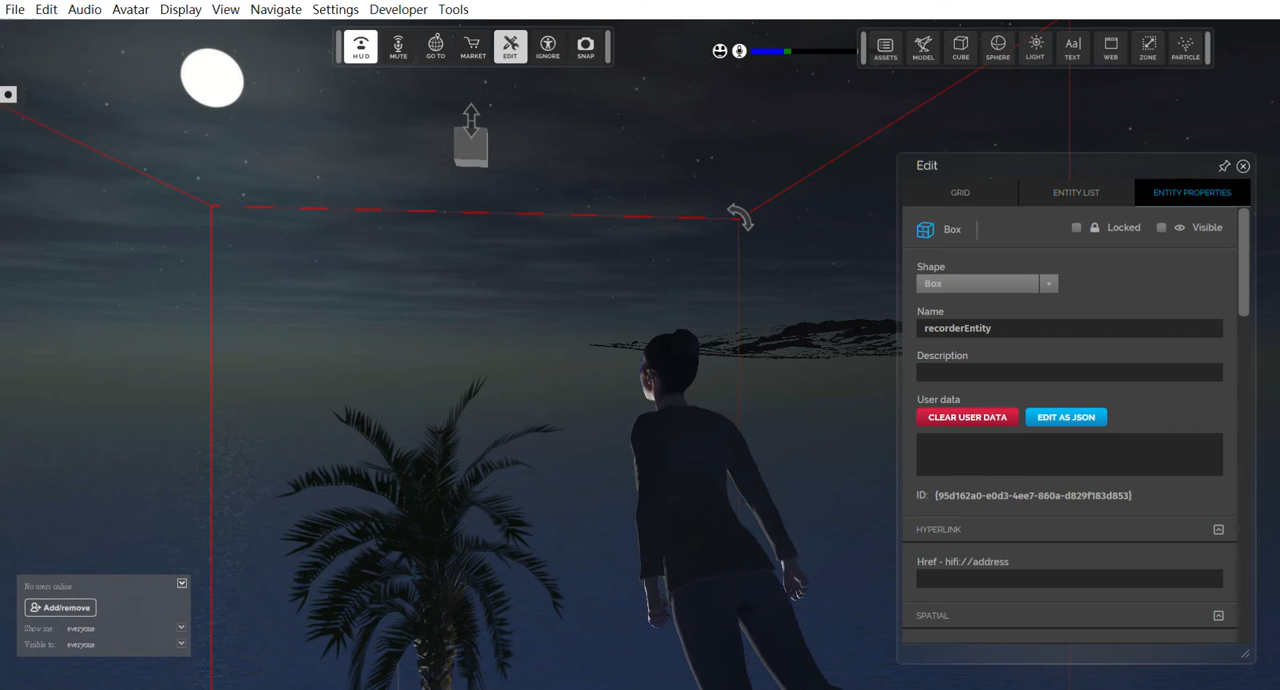 File Edit Audio Avatar Display View Navigate Settings Developer Tools
HUD MUTE GO TO MARKET EDIT IGNORE SNAP
ASSETS MODEL CUBE SPHERE LIGHT Aa TEXT WEB ZONE PARTICLE
Edit
GRID ENTITY LIST ENTITY PROPERTIES
Box Locked Visible
Shape
Box
Name
recorderEntity
Description
User data
CLEAR USER DATA EDIT AS JSON
ID: {95d162a0-e0d3-4ee7-860a-d829f183d853}
HYPERLINK
Href - hifi://address
SPATIAL
No users online
Add/remove
Show me: everyone
Visible to: everyone